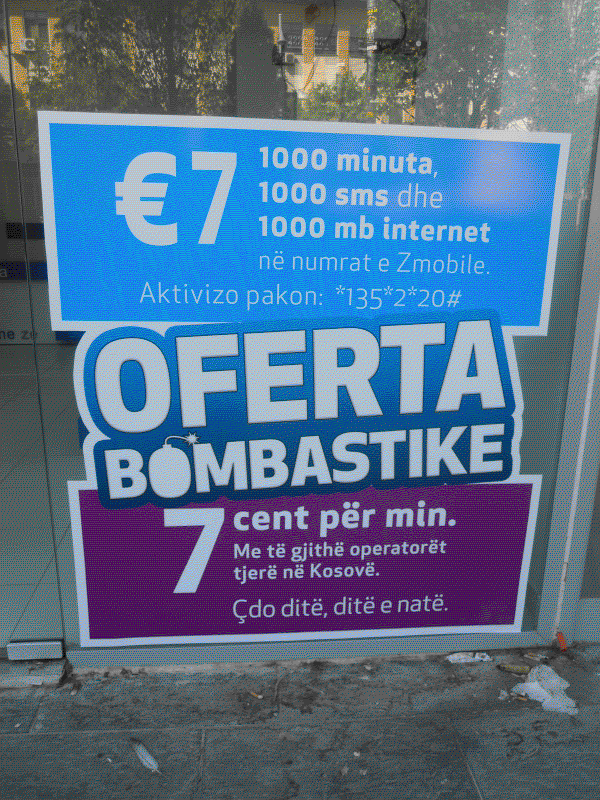 €7
1000 minuta,
1000 sms dhe
1000 mb internet
në numrat e Zmobile.
Aktivizo pakon: *135*2*20#
OFERTA
BOMBASTIKE
7 cent për min.
Me të gjithë operatorët
tjerë në Kosovë.
Çdo ditë, ditë e natë.